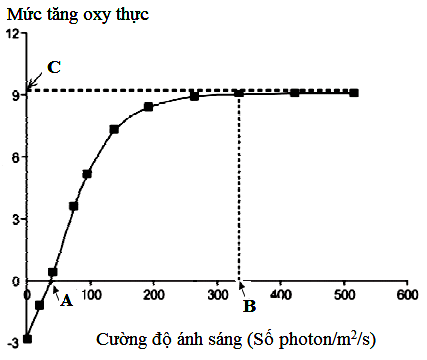 Mức tăng oxy thực
12
C
9
6
3
0
A
B
0 100 200 300 400 500 600
-3
Cường độ ánh sáng (Số photon/m²/s)